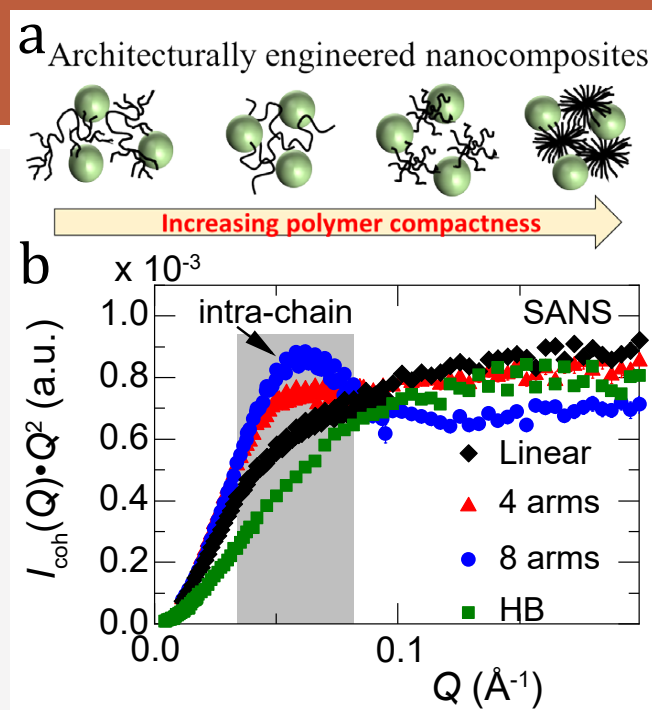 a
Architecturally engineered nanocomposites
Increasing polymer compactness
b
x 10⁻³
intra-chain
SANS
1.0
0.8
0.6
0.4
0.2
0.0
I_coh(Q)•Q² (a.u.)
Linear
4 arms
8 arms
HB
0.0
0.1
Q (Å⁻¹)